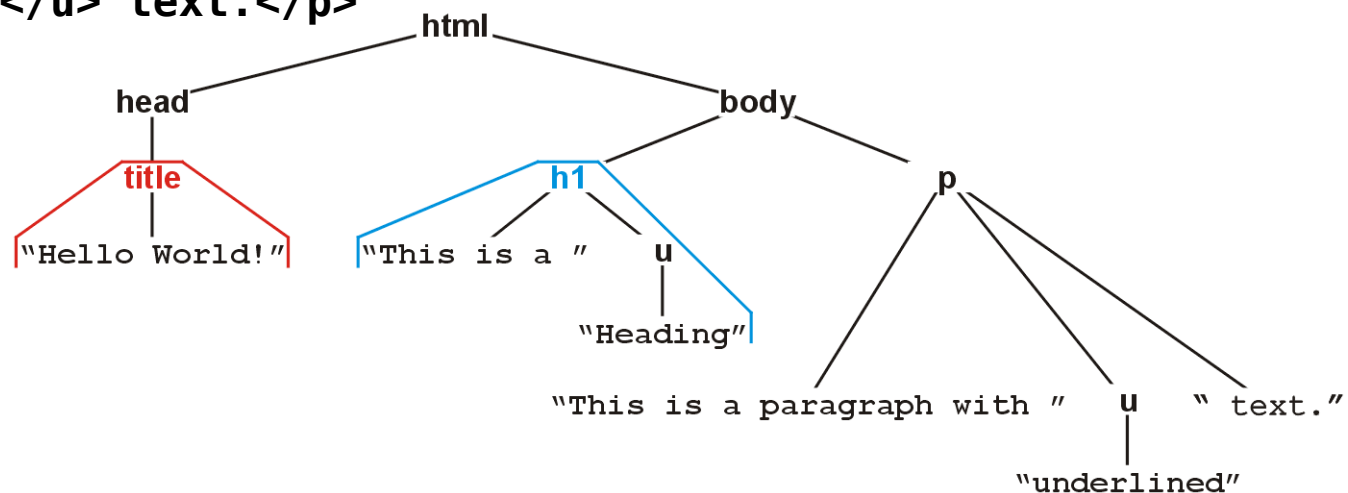 </u> text.</p>
html
head body
title h1 p
“Hello World!” “This is a ” u
“Heading”
“This is a paragraph with ” u “ text.”
“underlined”